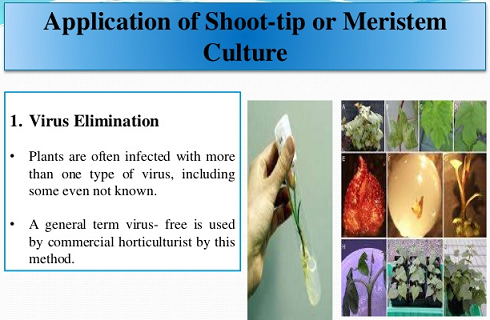 Application of Shoot-tip or Meristem
Culture
1. Virus Elimination
• Plants are often infected with more
than one type of virus, including
some even not known.
• A general term virus- free is used
by commercial horticulturist by this
method.